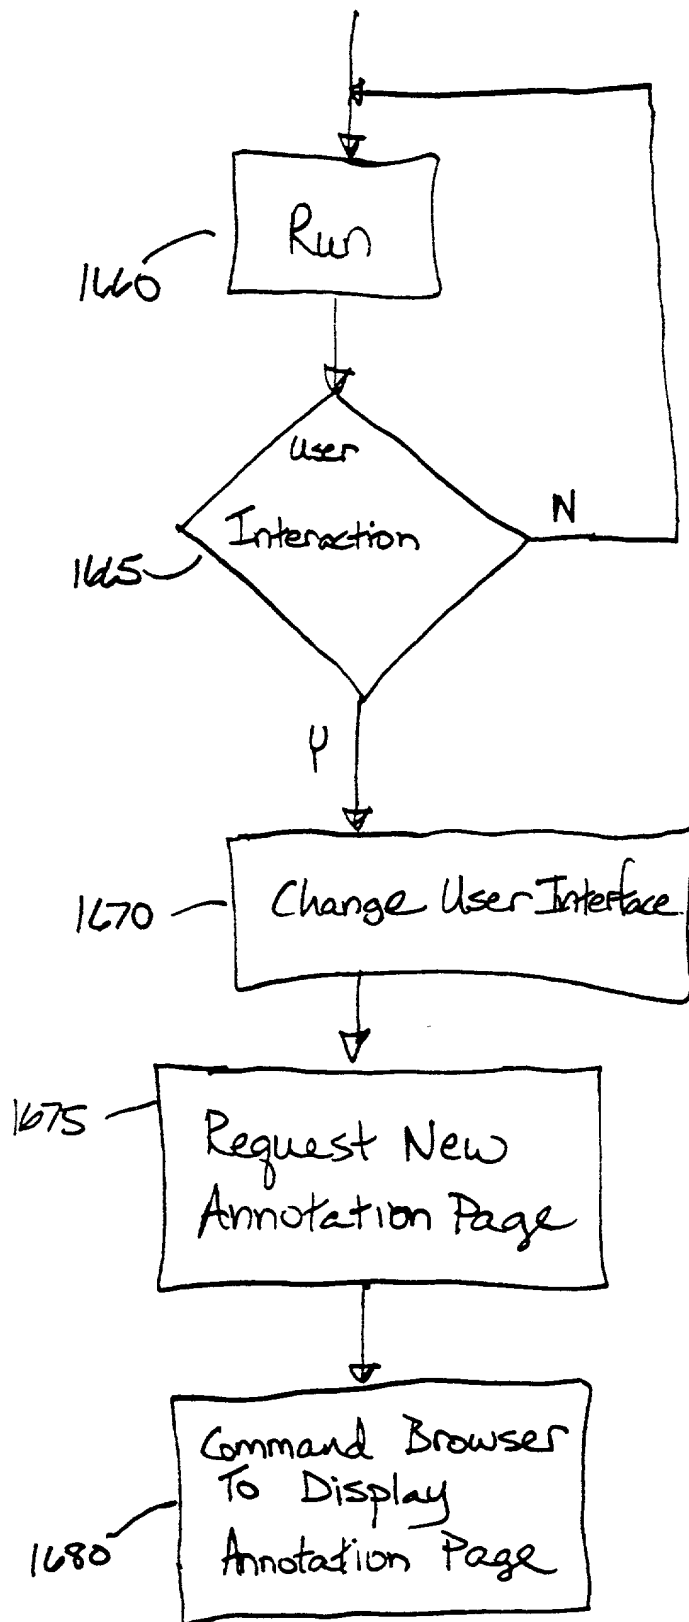 Run
1660
User
Interaction
N
1665
Y
Change User Interface
1670
1675
Request New
Annotation Page
Command Browser
To Display
Annotation Page
1680